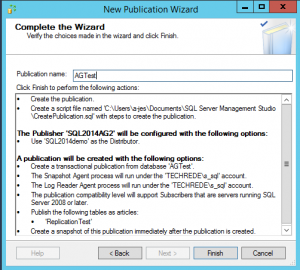 New Publication Wizard
Complete the Wizard
Verify the choices made in the wizard and click Finish.
Publication name: AGTest
Click Finish to perform the following actions:
• Create the publication.
• Create a script file named 'C:\Users\a-jes\Documents\SQL Server Management Studio
\CreatePublication.sql' with steps to create the publication.
The Publisher 'SQL2014AG2' will be configured with the following options:
• Use 'SQL2014demo' as the Distributor.
A publication will be created with the following options:
• Create a transactional publication from database 'AGTest'.
• The Snapshot Agent process will run under the 'TECHREDE\s_sql' account.
• The Log Reader Agent process will run under the 'TECHREDE\s_sql' account.
• The publication compatibility level will support Subscribers that are servers running SQL
Server 2008 or later.
• Publish the following tables as articles:
• 'ReplicationTest'
• Create a snapshot of this publication immediately after the publication is created.
Help
< Back
Next >
Finish
Cancel